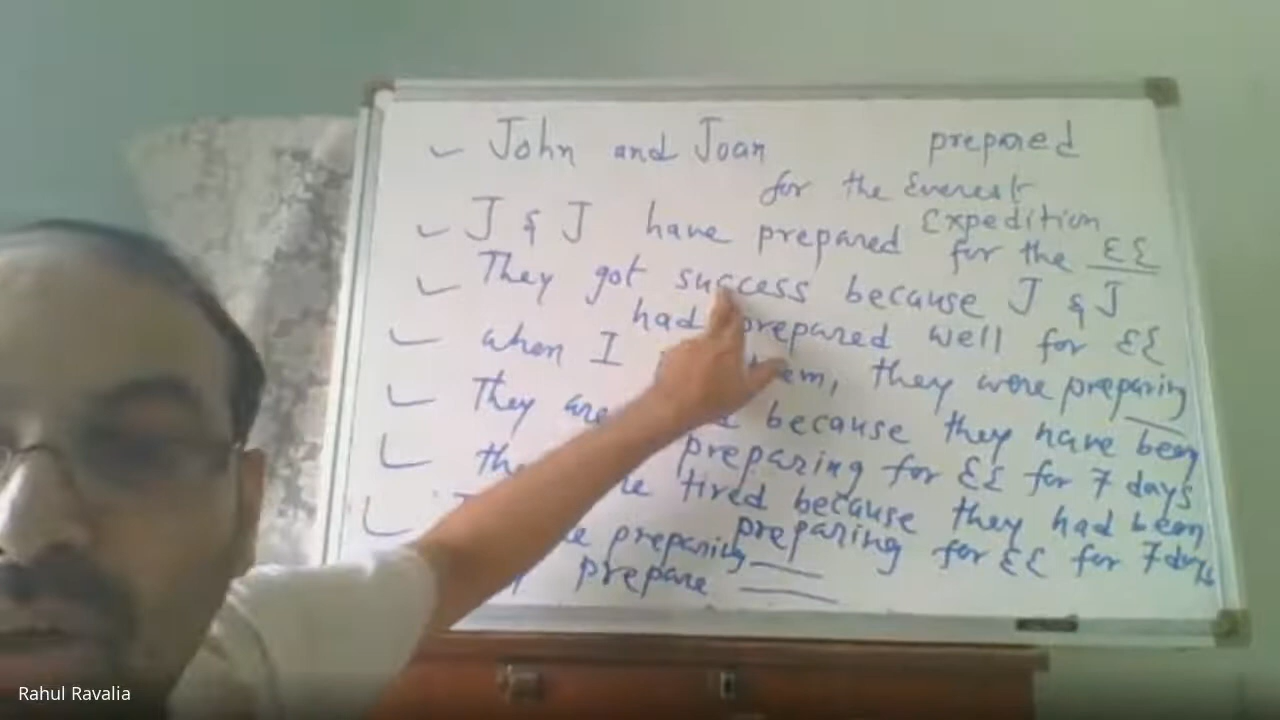 John and Joan prepared
for the Everest
Expedition
J & J have prepared for the EE
They got success because J & J
had prepared well for EE
when I them, they were preparing
They are because they have been
preparing for EE for 7 days
tired because they had been
preparing for EE for 7 days
preparing
prepare
Rahul Ravalia